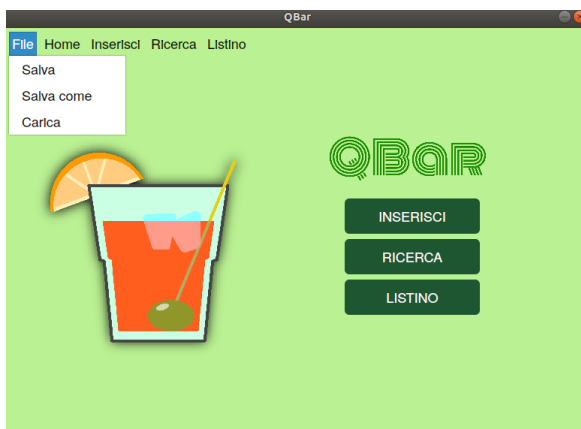 QBar
File Home Inserisci Ricerca Listino
Salva
Salva come
Carica
QBaR
INSERISCI
RICERCA
LISTINO